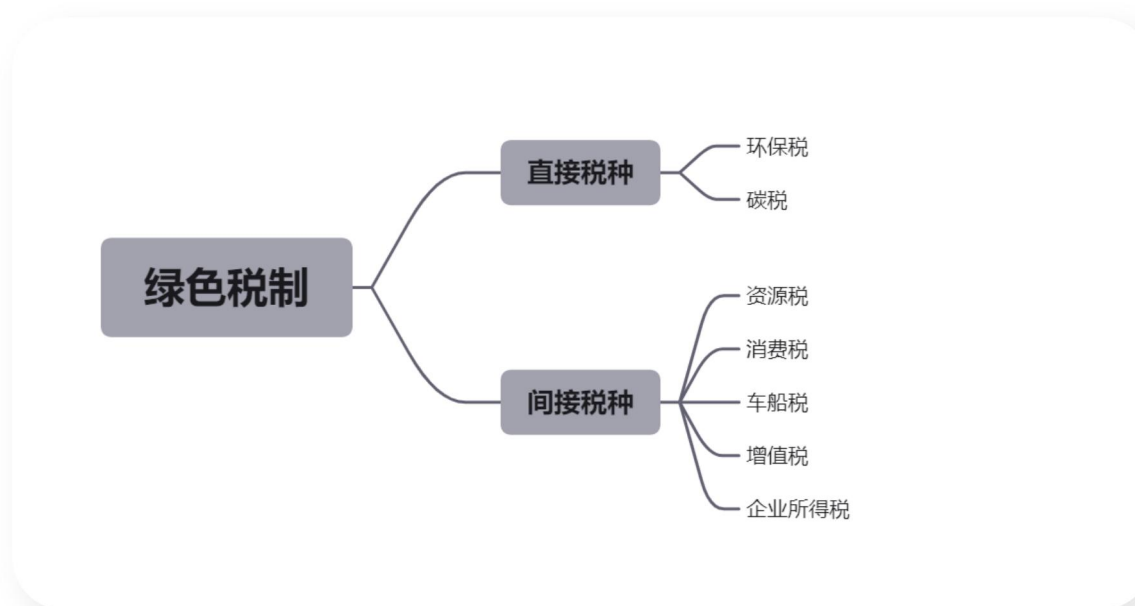 绿色税制
直接税种
环保税
碳税
间接税种
资源税
消费税
车船税
增值税
企业所得税